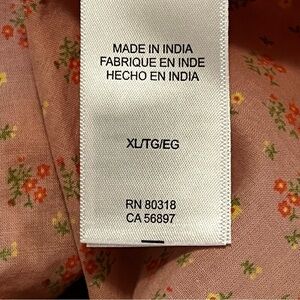 MADE IN INDIA
FABRIQUE EN INDE
HECHO EN INDIA
XL/TG/EG
RN 80318
CA 56897